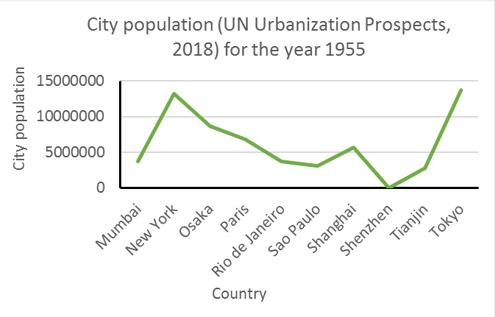 City population (UN Urbanization Prospects,
2018) for the year 1955
City population
15000000
10000000
5000000
0
Mumbai
New York
Osaka
Paris
Rio de Janeiro
Sao Paulo
Shanghai
Shenzhen
Tianjin
Tokyo
Country